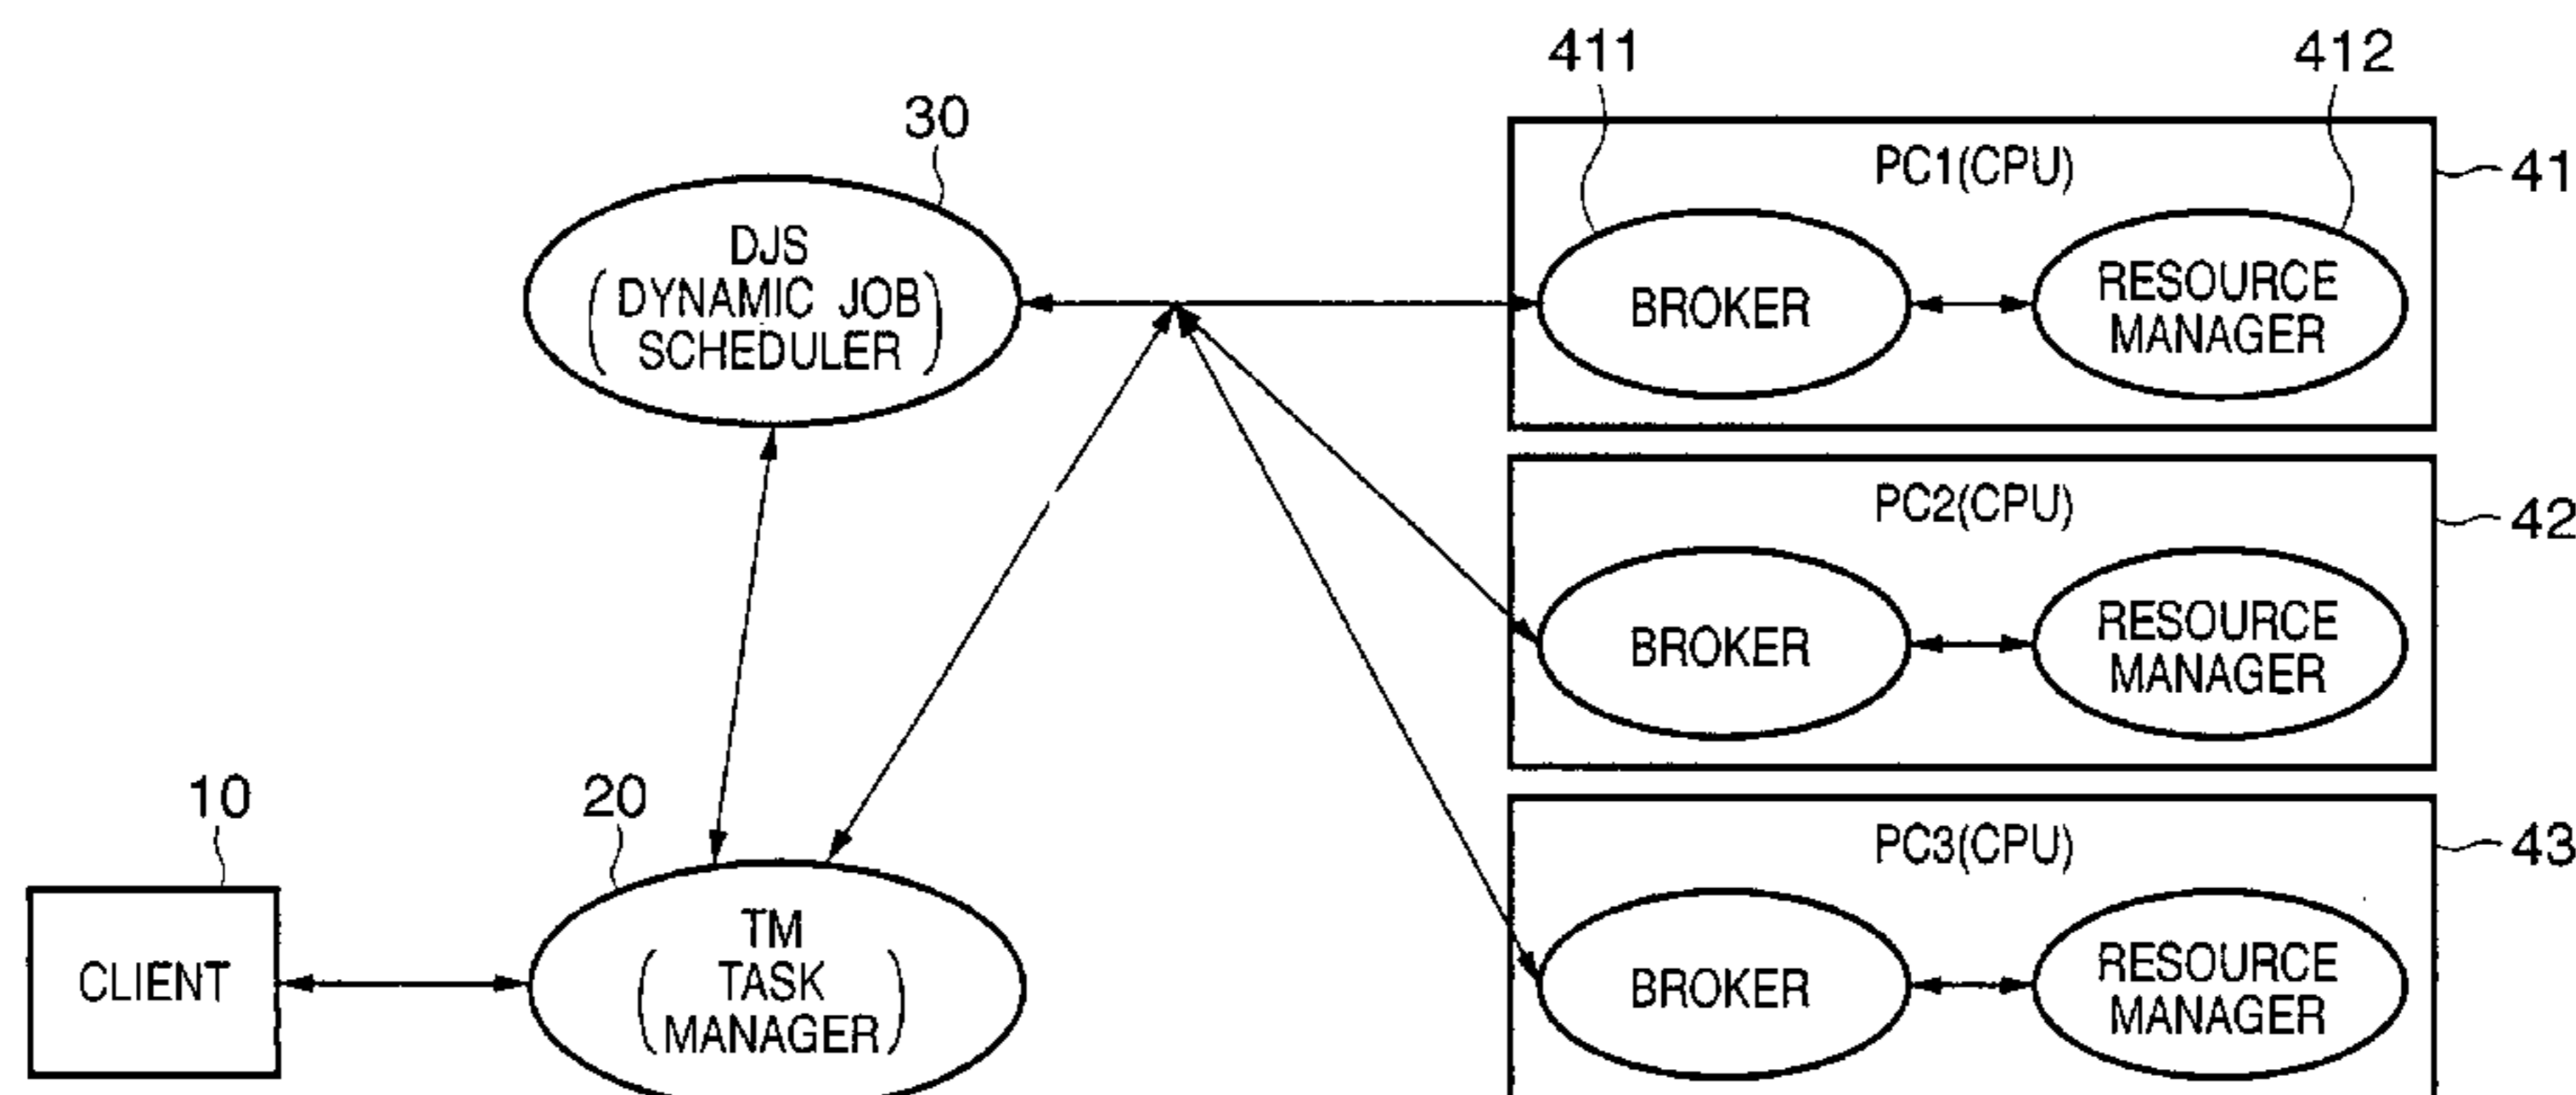 411
412
30
PC1(CPU)
41
DJS
(DYNAMIC JOB
SCHEDULER)
BROKER
RESOURCE
MANAGER
PC2(CPU)
42
BROKER
RESOURCE
MANAGER
10
20
PC3(CPU)
43
CLIENT
TM
(TASK
MANAGER)
BROKER
RESOURCE
MANAGER